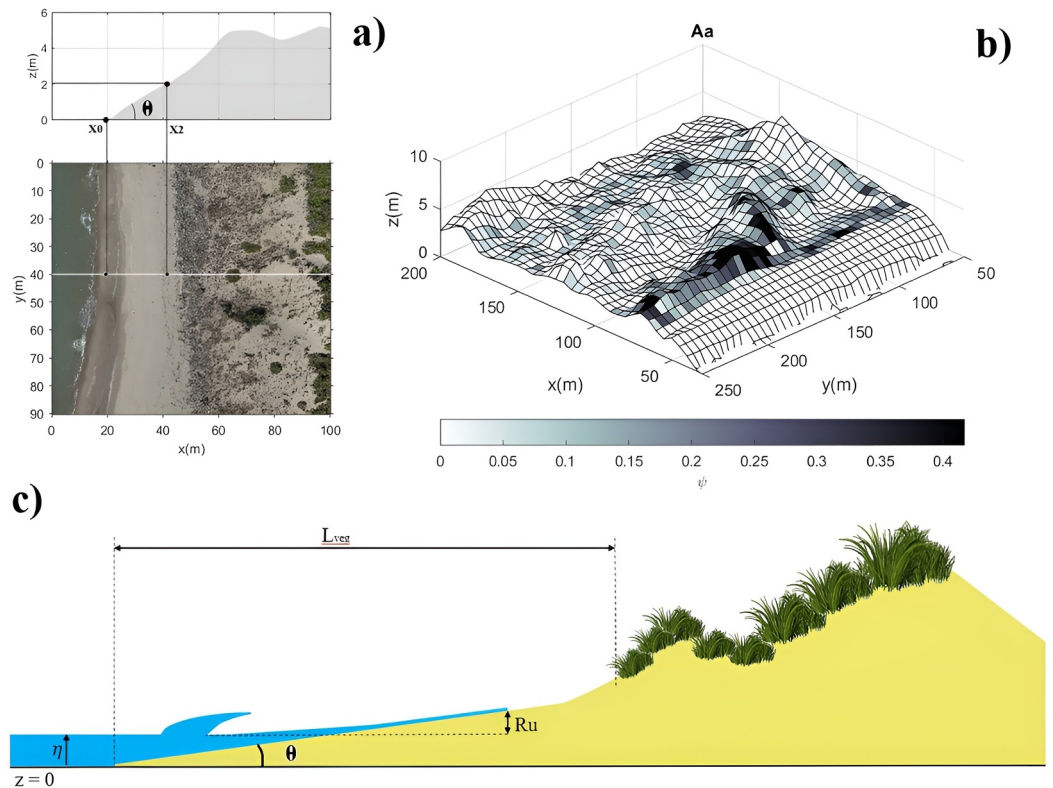 a)
6
4
2
0
z(m)
θ
X0
X2
0
10
20
30
40
50
60
70
80
90
y(m)
0
20
40
60
80
100
x(m)
Aa
b)
10
5
0
z(m)
200
150
100
50
x(m)
50
100
150
200
250
y(m)
0
0.05
0.1
0.15
0.2
0.25
0.3
0.35
0.4
ψ
c)
Lveg
Ru
η
θ
z = 0